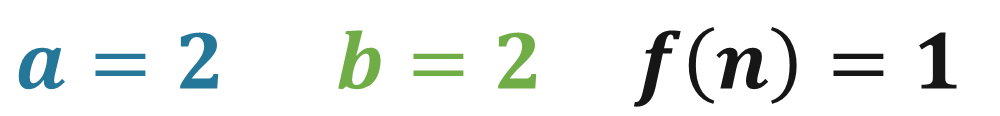 a = 2 b = 2 f(n) = 1